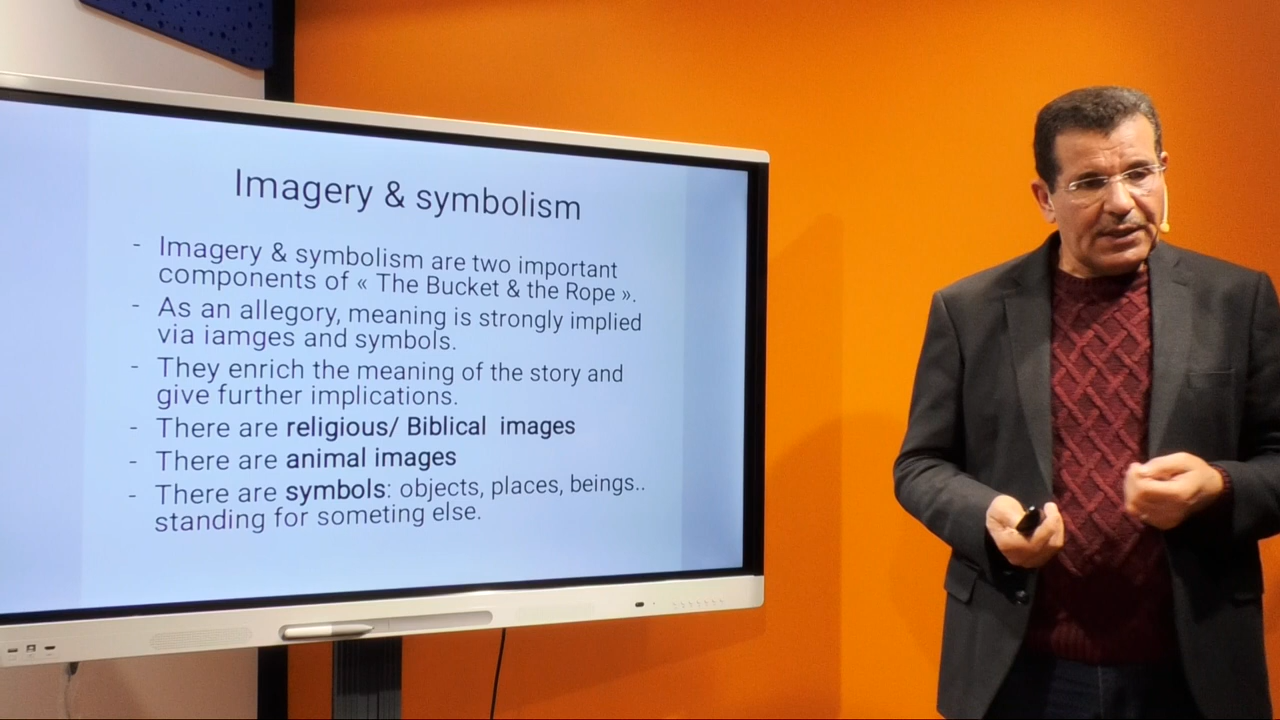 Imagery & symbolism
- Imagery & symbolism are two important
components of « The Bucket & the Rope ».
- As an allegory, meaning is strongly implied
via iamges and symbols.
- They enrich the meaning of the story and
give further implications.
- There are religious/ Biblical images
- There are animal images
- There are symbols: objects, places, beings..
standing for someting else.